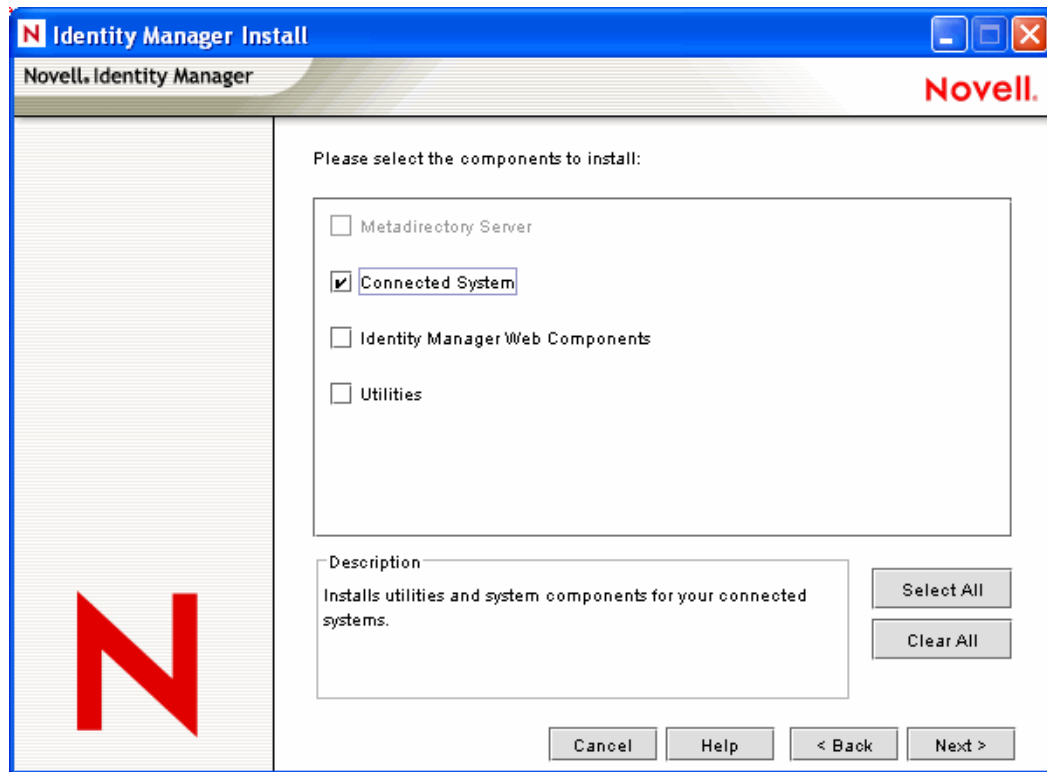 Identity Manager Install
Novell. Identity Manager
Novell.
Please select the components to install:
Metadirectory Server
Connected System
Identity Manager Web Components
Utilities
Description
Installs utilities and system components for your connected
systems.
Select All
Clear All
Cancel
Help
< Back
Next >